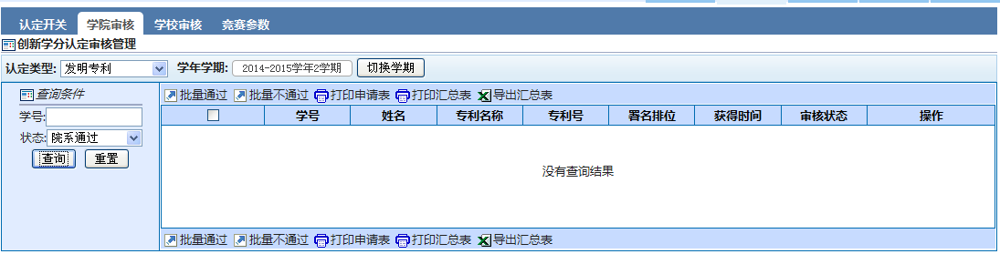 认定开关 学院审核 学校审核 竞赛参数
创新学分认定审核管理
认定类型: 发明专利 学年学期: 2014-2015学年2学期 切换学期
查询条件
学号:
状态: 院系通过
查询 重置
批量通过 批量不通过 打印申请表 打印汇总表 导出汇总表
学号 姓名 专利名称 专利号 署名排位 获得时间 审核状态 操作
没有查询结果
批量通过 批量不通过 打印申请表 打印汇总表 导出汇总表